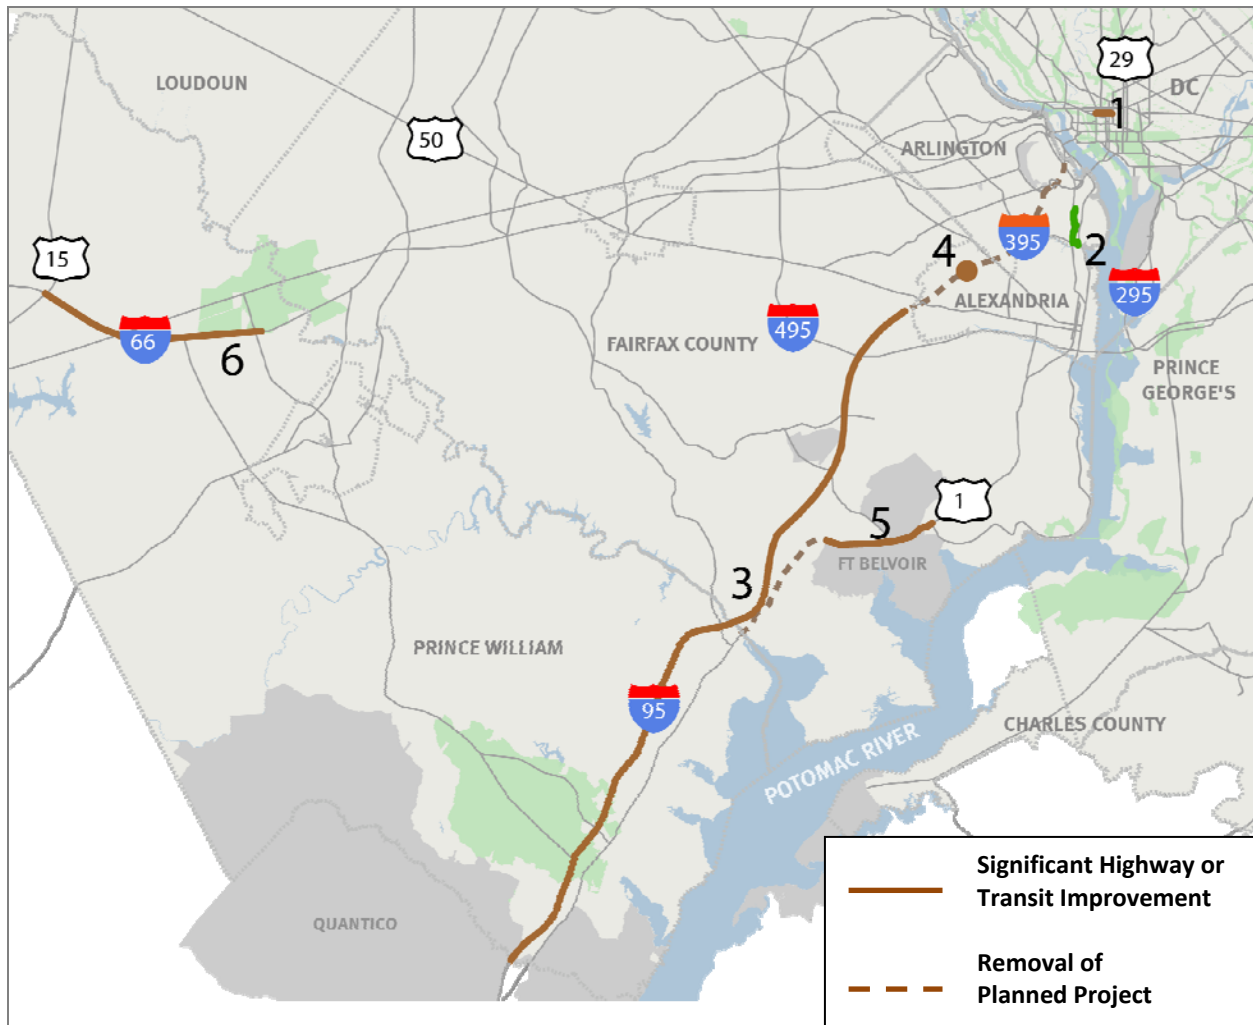 29
1
DC
LOUDOUN
50
ARLINGTON
395
2
4
295
15
ALEXANDRIA
495
66
6
FAIRFAX COUNTY
PRINCE
GEORGE'S
1
5
FT BELVOIR
3
PRINCE WILLIAM
95
CHARLES COUNTY
POTOMAC RIVER
QUANTICO
Significant Highway or
Transit Improvement
Removal of
Planned Project